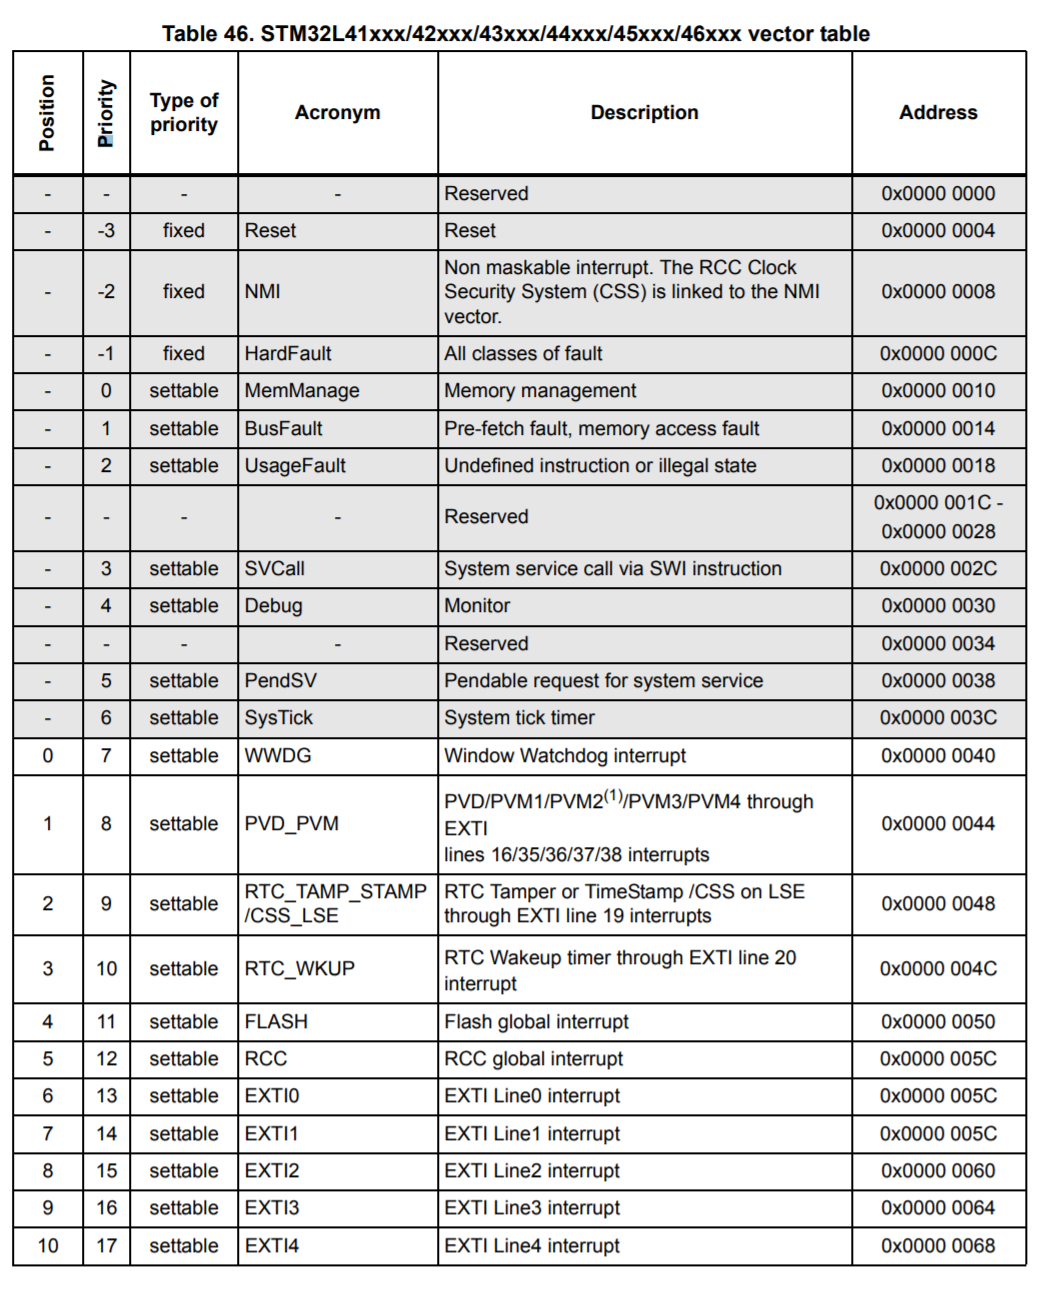 Table 46. STM32L41xxx/42xxx/43xxx/44xxx/45xxx/46xxx vector table
Position Priority Type of priority Acronym Description Address
- - - - Reserved 0x0000 0000
- -3 fixed Reset Reset 0x0000 0004
- -2 fixed NMI Non maskable interrupt. The RCC Clock
Security System (CSS) is linked to the NMI
vector. 0x0000 0008
- -1 fixed HardFault All classes of fault 0x0000 000C
- 0 settable MemManage Memory management 0x0000 0010
- 1 settable BusFault Pre-fetch fault, memory access fault 0x0000 0014
- 2 settable UsageFault Undefined instruction or illegal state 0x0000 0018
- - - - Reserved 0x0000 001C -
0x0000 0028
- 3 settable SVCall System service call via SWI instruction 0x0000 002C
- 4 settable Debug Monitor 0x0000 0030
- - - - Reserved 0x0000 0034
- 5 settable PendSV Pendable request for system service 0x0000 0038
- 6 settable SysTick System tick timer 0x0000 003C
0 7 settable WWDG Window Watchdog interrupt 0x0000 0040
1 8 settable PVD_PVM PVD/PVM1/PVM2(1)/PVM3/PVM4 through
EXTI
lines 16/35/36/37/38 interrupts 0x0000 0044
2 9 settable RTC_TAMP_STAMP
/CSS_LSE RTC Tamper or TimeStamp /CSS on LSE
through EXTI line 19 interrupts 0x0000 0048
3 10 settable RTC_WKUP RTC Wakeup timer through EXTI line 20
interrupt 0x0000 004C
4 11 settable FLASH Flash global interrupt 0x0000 0050
5 12 settable RCC RCC global interrupt 0x0000 005C
6 13 settable EXTI0 EXTI Line0 interrupt 0x0000 005C
7 14 settable EXTI1 EXTI Line1 interrupt 0x0000 005C
8 15 settable EXTI2 EXTI Line2 interrupt 0x0000 0060
9 16 settable EXTI3 EXTI Line3 interrupt 0x0000 0064
10 17 settable EXTI4 EXTI Line4 interrupt 0x0000 0068